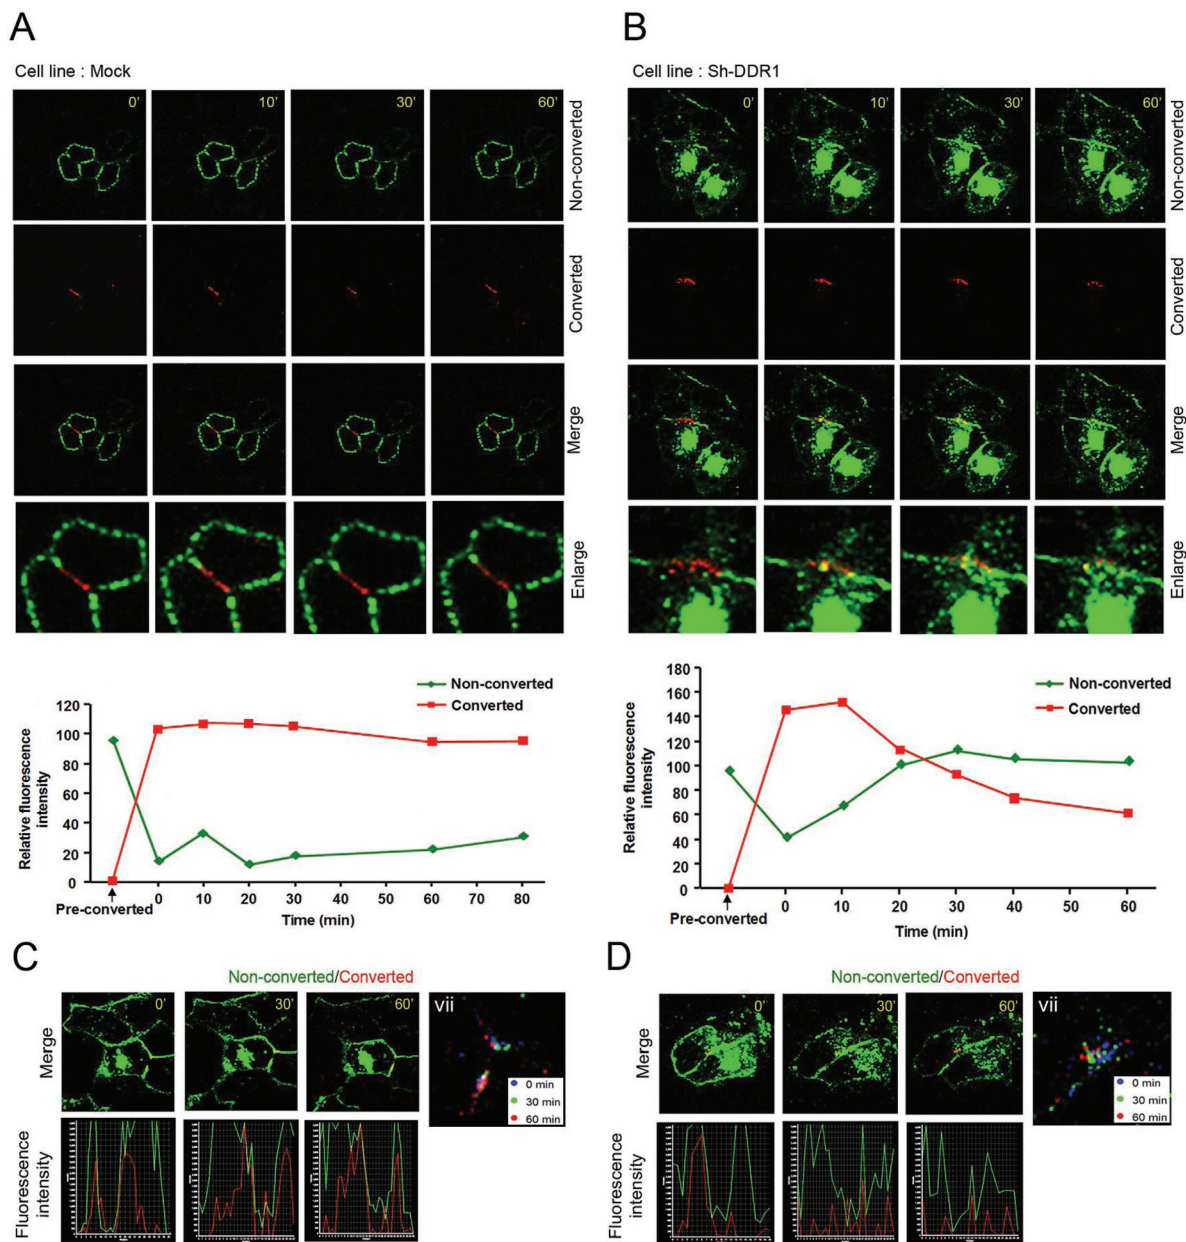 A
B
Cell line : Mock
Cell line : Sh-DDR1
0'
10'
30'
60'
Non-converted
0'
10'
30'
60'
Non-converted
Converted
Converted
Merge
Merge
Enlarge
Enlarge
Non-converted
Converted
120
100
80
60
40
20
0
Relative fluorescence
intensity
0
10
20
30
40
50
60
70
80
Pre-converted
Time (min)
Non-converted
Converted
180
160
140
120
100
80
60
40
20
0
Relative fluorescence
intensity
0
10
20
30
40
50
60
Pre-converted
Time (min)
C
Non-converted/Converted
0'
30'
60'
vii
Merge
0 min
30 min
60 min
Fluorescence
intensity
D
Non-converted/Converted
0'
30'
60'
vii
Merge
0 min
30 min
60 min
Fluorescence
intensity